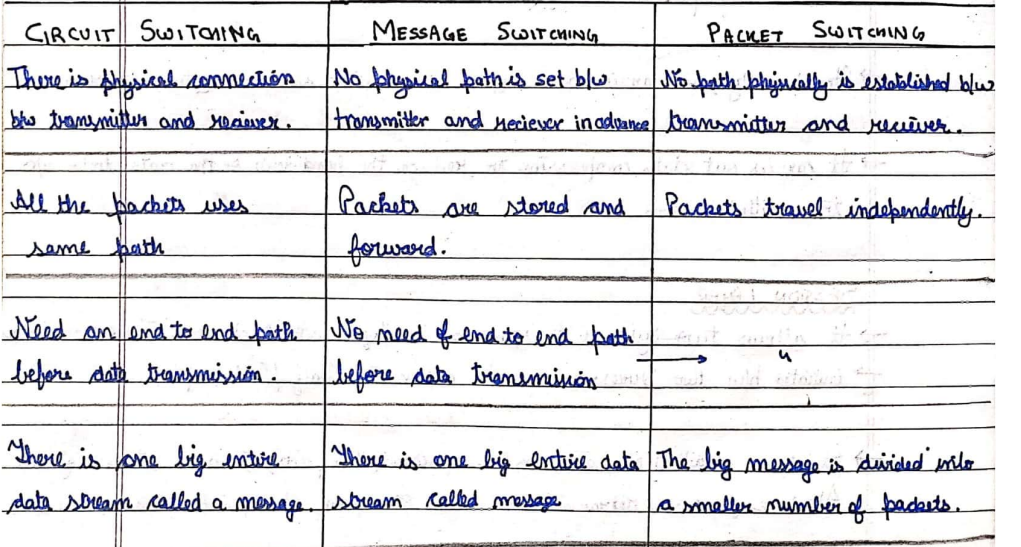 CIRCUIT SWITCHING
MESSAGE SWITCHING
PACKET SWITCHING
There is physical connection
b/w transmitter and reciever.
No physical path is set b/w
transmitter and reciever in advance
No path physically is established b/w
transmitter and reciever.
All the packets uses
same path
Packets are stored and
forward.
Packets travel independently.
Need an end to end path
before data transmission.
No need of end to end path
before data transmission
→ "
There is one big entire
data stream called a message.
There is one big entire data
stream called message
The big message is divided into
a smaller number of packets.